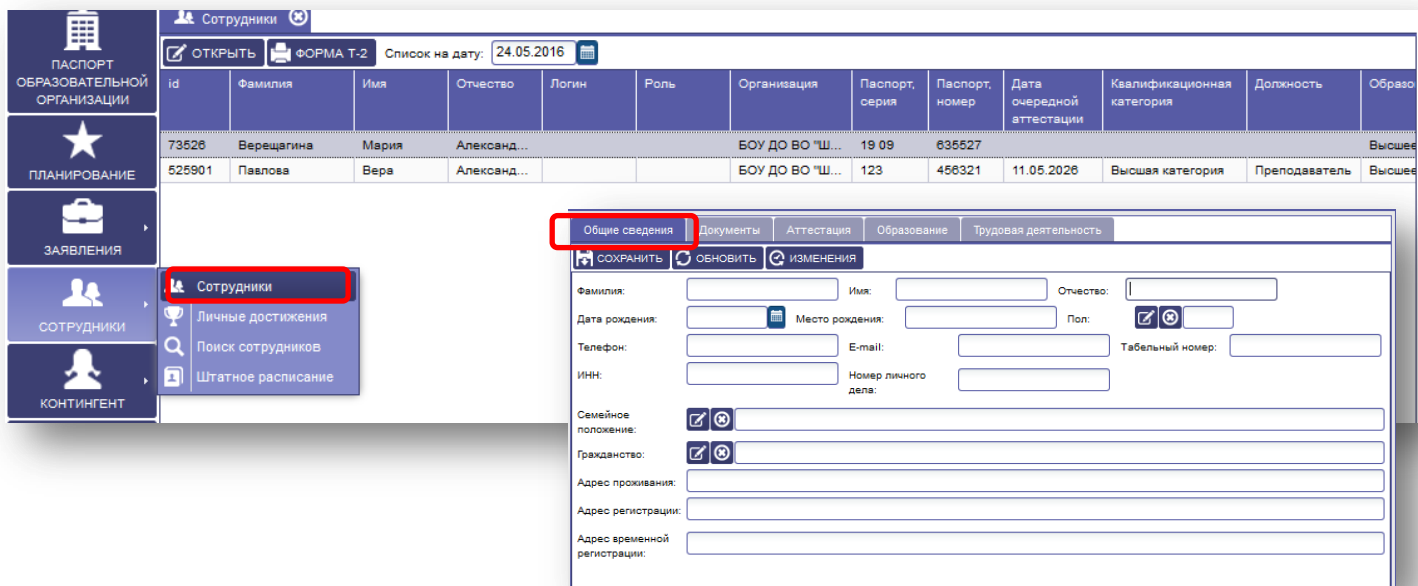 ПАСПОРТ
ОБРАЗОВАТЕЛЬНОЙ
ОРГАНИЗАЦИИ
ПЛАНИРОВАНИЕ
ЗАЯВЛЕНИЯ
СОТРУДНИКИ
КОНТИНГЕНТ
Сотрудники
ОТКРЫТЬ ФОРМА Т-2 Список на дату: 24.05.2016
id Фамилия Имя Отчество Логин Роль Организация Паспорт, серия Паспорт, номер Дата очередной аттестации Квалификационная категория Должность Образо
73526 Верещагина Мария Александ... БОУ ДО ВО "Ш... 19 09 635527 Высшее
525901 Павлова Вера Александ... БОУ ДО ВО "Ш... 123 456321 11.05.2026 Высшая категория Преподаватель Высшее
Сотрудники
Личные достижения
Поиск сотрудников
Штатное расписание
Общие сведения Документы Аттестация Образование Трудовая деятельность
СОХРАНИТЬ ОБНОВИТЬ ИЗМЕНЕНИЯ
Фамилия: Имя: Отчество:
Дата рождения: Место рождения: Пол:
Телефон: E-mail: Табельный номер:
ИНН: Номер личного
дела:
Семейное
положение:
Гражданство:
Адрес проживания:
Адрес регистрации:
Адрес временной
регистрации: